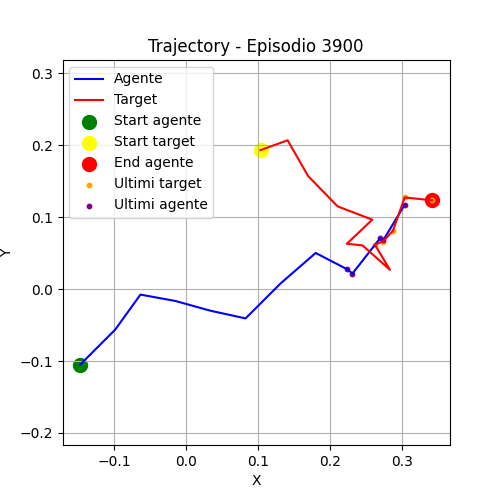 Trajectory - Episodio 3900
0.3
0.2
0.1
0.0
−0.1
−0.2
Y
Agente
Target
Start agente
Start target
End agente
Ultimi target
Ultimi agente
−0.1
0.0
0.1
0.2
0.3
X